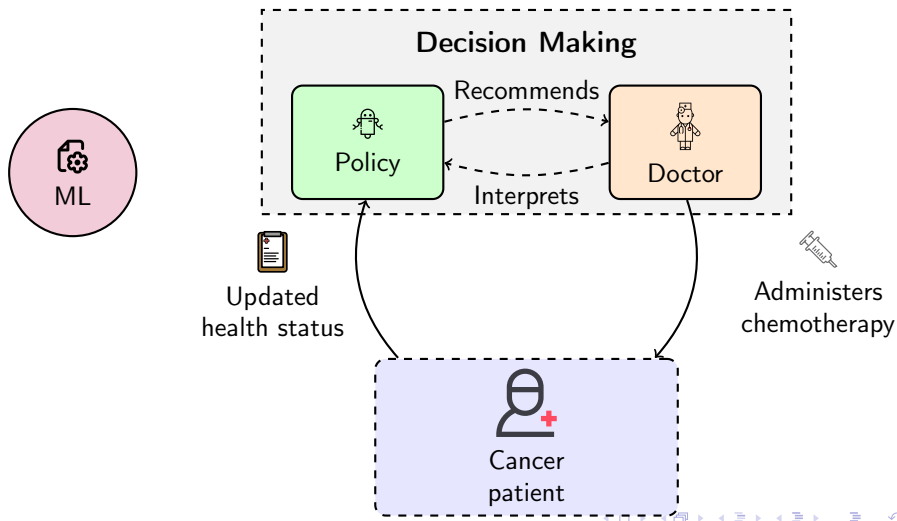 Decision Making
Recommends
Policy
Doctor
Interprets
ML
Updated
health status
Administers
chemotherapy
Cancer
patient